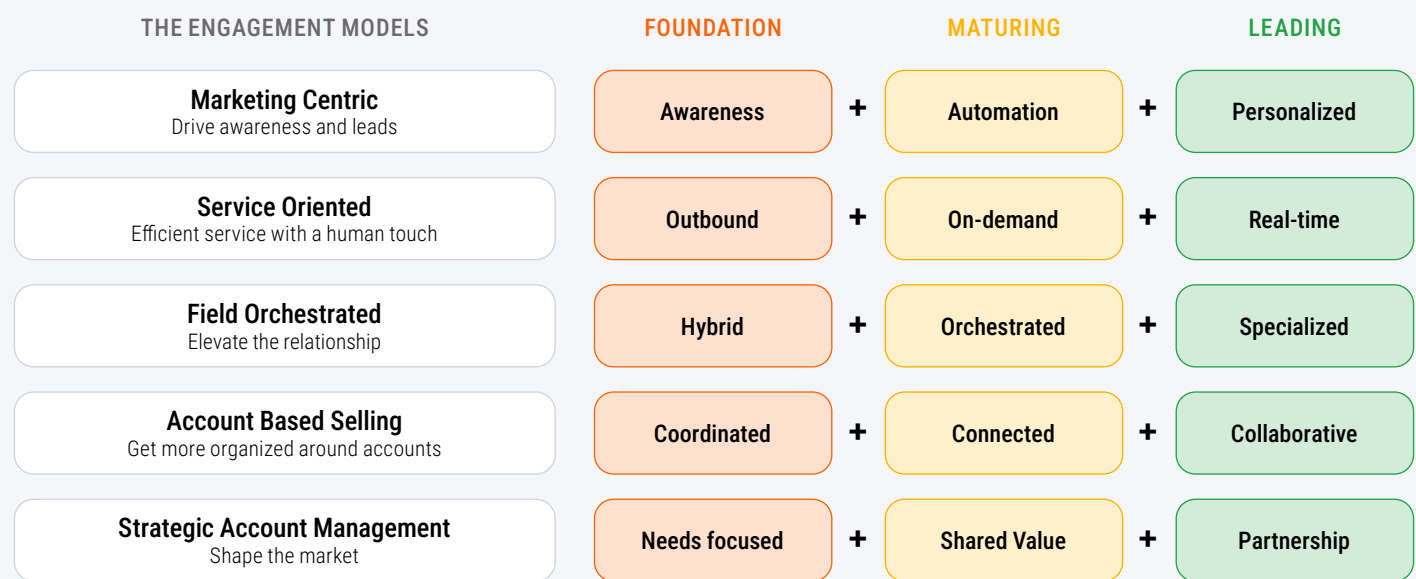 THE ENGAGEMENT MODELS FOUNDATION MATURING LEADING
Marketing Centric
Drive awareness and leads
Awareness + Automation + Personalized
Service Oriented
Efficient service with a human touch
Outbound + On-demand + Real-time
Field Orchestrated
Elevate the relationship
Hybrid + Orchestrated + Specialized
Account Based Selling
Get more organized around accounts
Coordinated + Connected + Collaborative
Strategic Account Management
Shape the market
Needs focused + Shared Value + Partnership